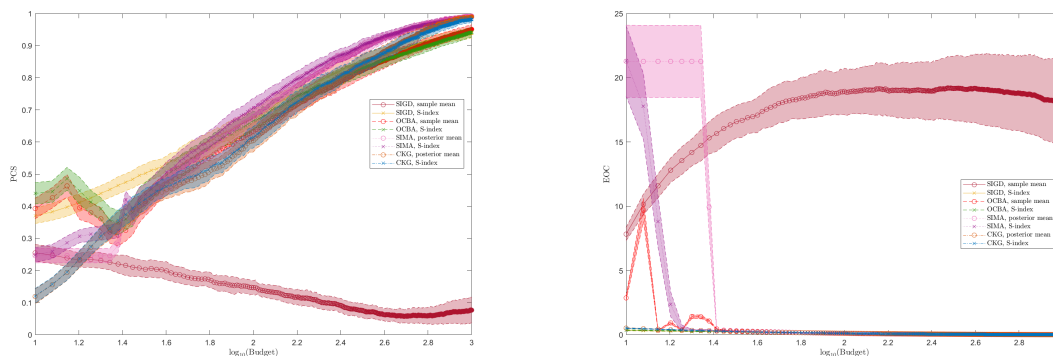 1
0.9
0.8
0.7
0.6
0.5
0.4
0.3
0.2
0.1
0
PCS
SIGD, sample mean
SIGD, S-index
OCBA, sample mean
OCBA, S-index
SIMA, posterior mean
SIMA, S-index
CKG, posterior mean
CKG, S-index
1 1.2 1.4 1.6 1.8 2 2.2 2.4 2.6 2.8 3
log₁₀(Budget)
25
20
15
10
5
0
EOC
SIGD, sample mean
SIGD, S-index
OCBA, sample mean
OCBA, S-index
SIMA, posterior mean
SIMA, S-index
CKG, posterior mean
CKG, S-index
1 1.2 1.4 1.6 1.8 2 2.2 2.4 2.6 2.8
log₁₀(Budget)